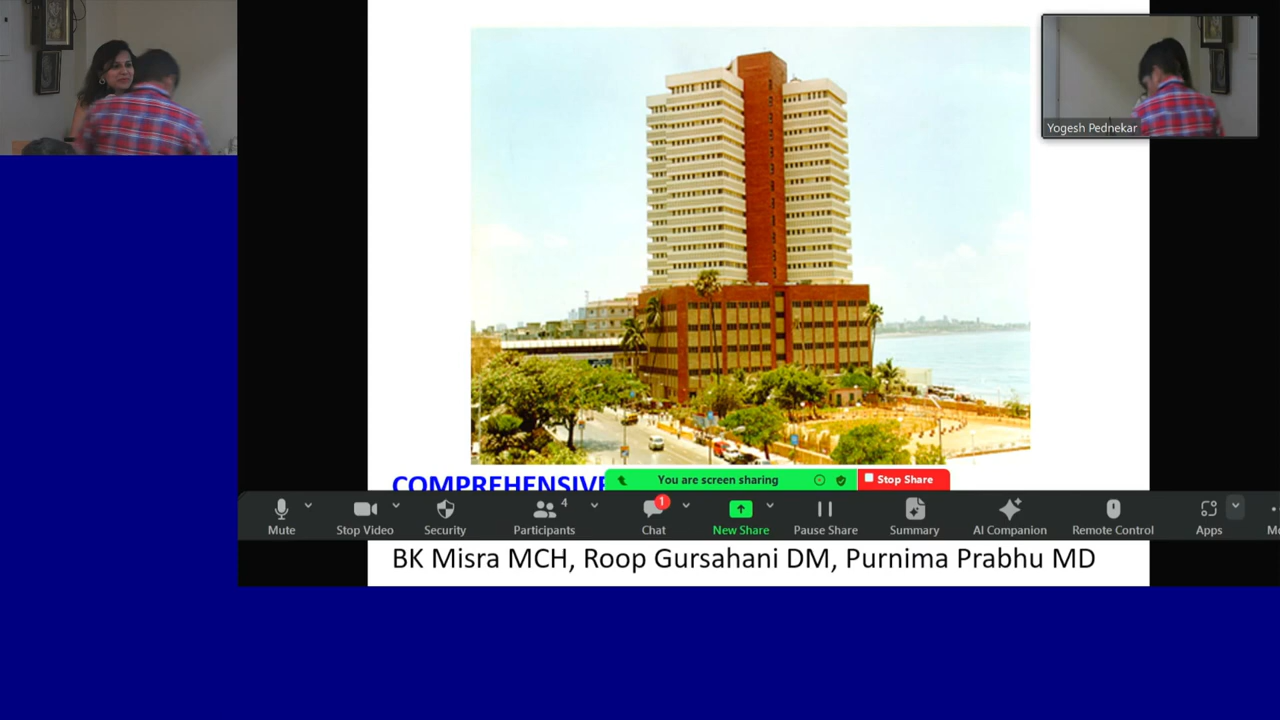 Yogesh Pednekar
COMPREHENSIVE
You are screen sharing
Stop Share
Mute
Stop Video
Security
4
Participants
1
Chat
New Share
Pause Share
Summary
AI Companion
Remote Control
Apps
BK Misra MCH, Roop Gursahani DM, Purnima Prabhu MD